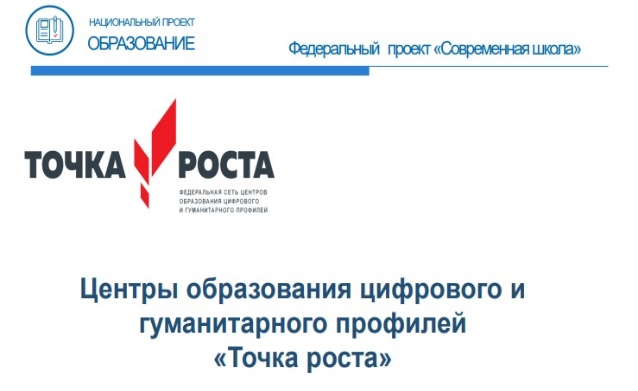 НАЦИОНАЛЬНЫЙ ПРОЕКТ
ОБРАЗОВАНИЕ
Федеральный проект «Современная школа»
ТОЧКА РОСТА
ФЕДЕРАЛЬНАЯ СЕТЬ ЦЕНТРОВ
ОБРАЗОВАНИЯ ЦИФРОВОГО
И ГУМАНИТАРНОГО ПРОФИЛЕЙ
Центры образования цифрового и
гуманитарного профилей
«Точка роста»